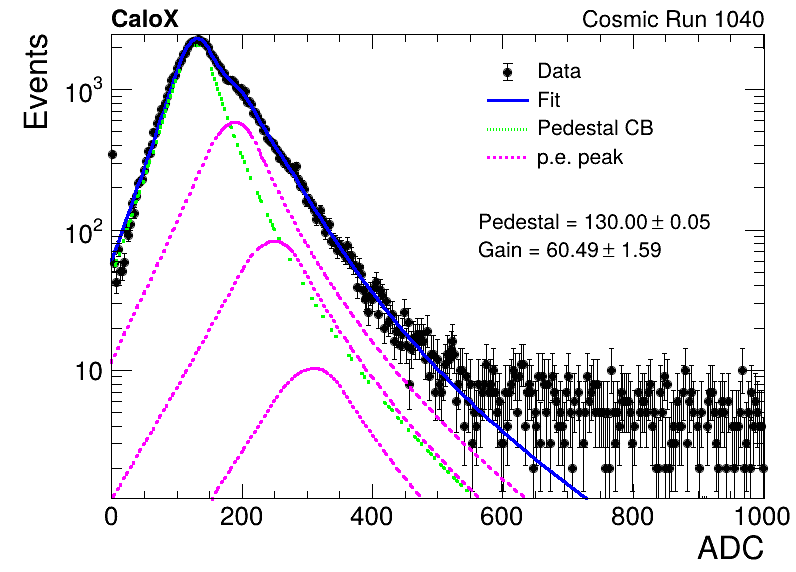 CaloX Cosmic Run 1040
Events
Data
Fit
Pedestal CB
p.e. peak
Pedestal = 130.00 ± 0.05
Gain = 60.49 ± 1.59
10³
10²
10
0 200 400 600 800 1000
ADC